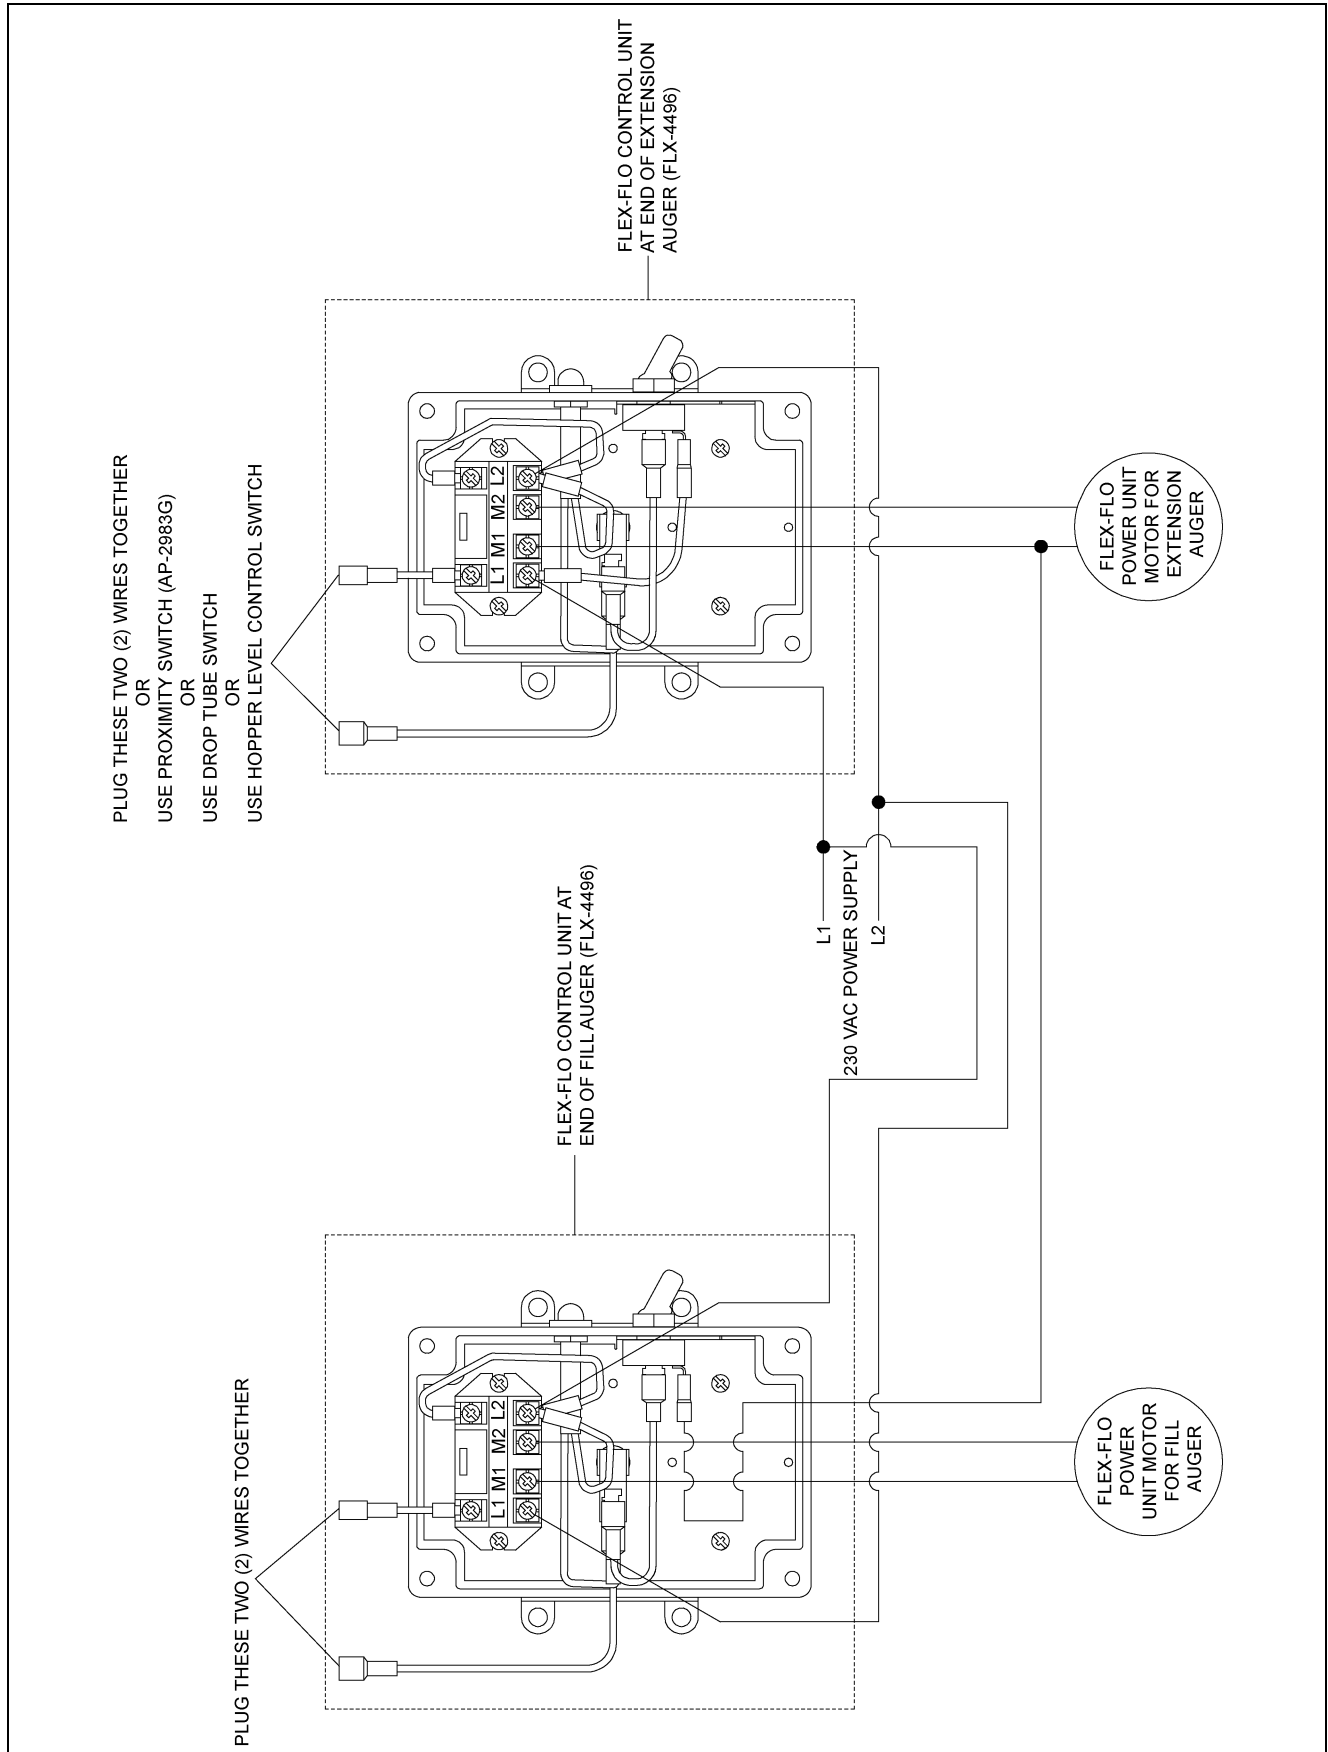 PLUG THESE TWO (2) WIRES TOGETHER
PLUG THESE TWO (2) WIRES TOGETHER
OR
USE PROXIMITY SWITCH (AP-2983G)
OR
USE DROP TUBE SWITCH
OR
USE HOPPER LEVEL CONTROL SWITCH
L1 M1 M2 L2
L1 M1 M2 L2
FLEX-FLO CONTROL UNIT AT
END OF FILL AUGER (FLX-4496)
FLEX-FLO CONTROL UNIT
AT END OF EXTENSION
AUGER (FLX-4496)
L1
230 VAC POWER SUPPLY
L2
FLEX-FLO
POWER
UNIT MOTOR
FOR FILL
AUGER
FLEX-FLO
POWER UNIT
MOTOR FOR
EXTENSION
AUGER